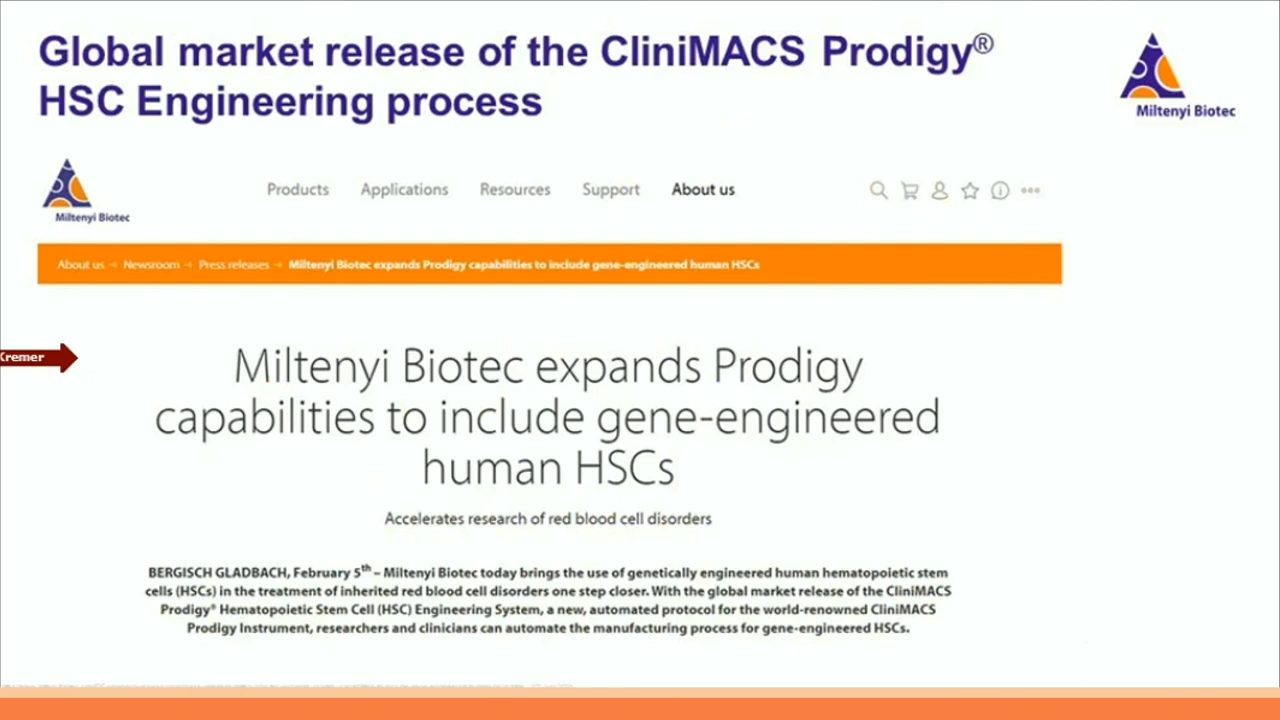 Global market release of the CliniMACS Prodigy®
HSC Engineering process
Miltenyi Biotec
Miltenyi Biotec
Products Applications Resources Support About us
About us → Newsroom → Press releases → Miltenyi Biotec expands Prodigy capabilities to include gene-engineered human HSCs
Kremer
Miltenyi Biotec expands Prodigy
capabilities to include gene-engineered
human HSCs
Accelerates research of red blood cell disorders
BERGISCH GLADBACH, February 5th – Miltenyi Biotec today brings the use of genetically engineered human hematopoietic stem
cells (HSCs) in the treatment of inherited red blood cell disorders one step closer. With the global market release of the CliniMACS
Prodigy® Hematopoietic Stem Cell (HSC) Engineering System, a new, automated protocol for the world-renowned CliniMACS
Prodigy Instrument, researchers and clinicians can automate the manufacturing process for gene-engineered HSCs.